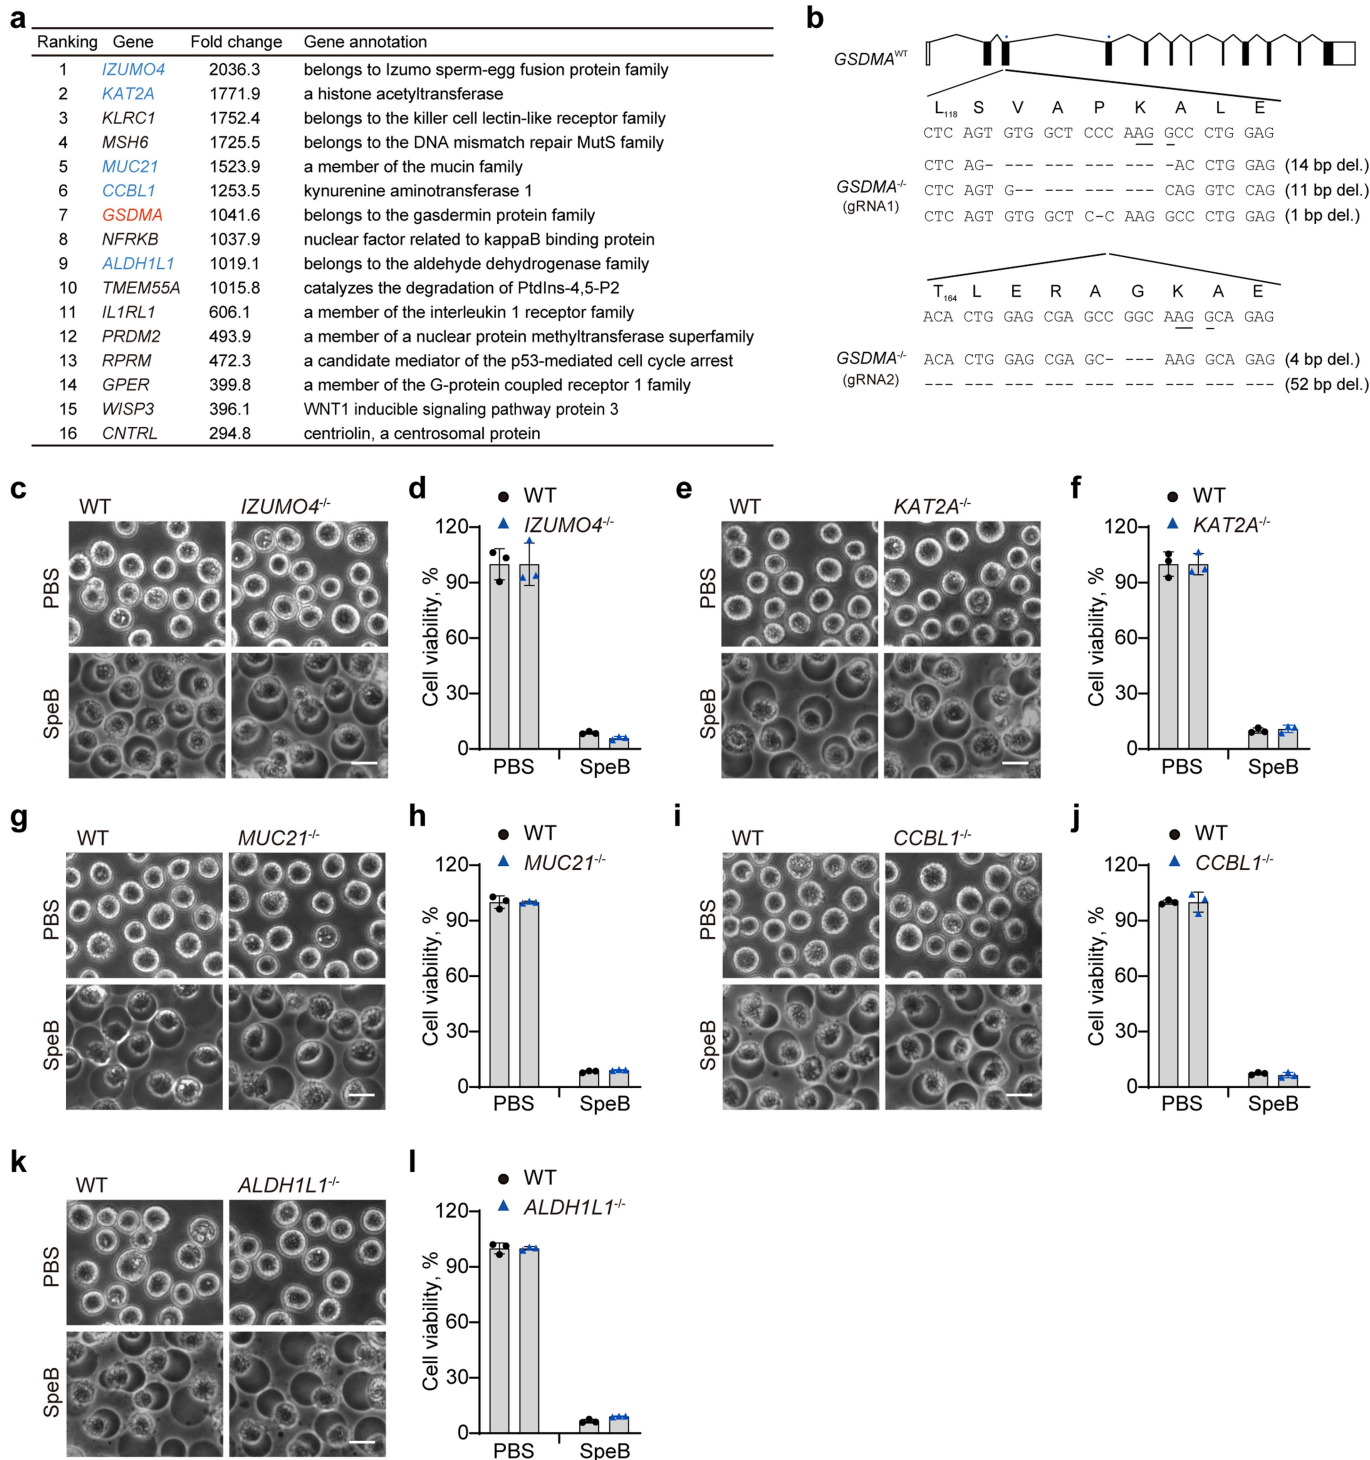 a
Ranking Gene Fold change Gene annotation
1 IZUMO4 2036.3 belongs to Izumo sperm-egg fusion protein family
2 KAT2A 1771.9 a histone acetyltransferase
3 KLRC1 1752.4 belongs to the killer cell lectin-like receptor family
4 MSH6 1725.5 belongs to the DNA mismatch repair MutS family
5 MUC21 1523.9 a member of the mucin family
6 CCBL1 1253.5 kynurenine aminotransferase 1
7 GSDMA 1041.6 belongs to the gasdermin protein family
8 NFRKB 1037.9 nuclear factor related to kappaB binding protein
9 ALDH1L1 1019.1 belongs to the aldehyde dehydrogenase family
10 TMEM55A 1015.8 catalyzes the degradation of PtdIns-4,5-P2
11 IL1RL1 606.1 a member of the interleukin 1 receptor family
12 PRDM2 493.9 a member of a nuclear protein methyltransferase superfamily
13 RPRM 472.3 a candidate mediator of the p53-mediated cell cycle arrest
14 GPER 399.8 a member of the G-protein coupled receptor 1 family
15 WISP3 396.1 WNT1 inducible signaling pathway protein 3
16 CNTRL 294.8 centriolin, a centrosomal protein
b
GSDMAWT
L118 S V A P K A L E
CTC AGT GTG GCT CCC AAG GCC CTG GAG
CTC AG- --- --- --- --- -AC CTG GAG (14 bp del.)
GSDMA-/- (gRNA1)
CTC AGT G-- --- --- --- CAG GTC CAG (11 bp del.)
CTC AGT GTG GCT C-C AAG GCC CTG GAG (1 bp del.)
T164 L E R A G K A E
ACA CTG GAG CGA GCC GGC AAG GCA GAG
GSDMA-/- (gRNA2)
ACA CTG GAG CGA GC- --- AAG GCA GAG (4 bp del.)
--- --- --- --- --- --- --- --- --- (52 bp del.)
c
WT IZUMO4-/-
PBS
SpeB
d
WT
IZUMO4-/-
Cell viability, %
120
90
60
30
0
PBS SpeB
e
WT KAT2A-/-
PBS
SpeB
f
WT
KAT2A-/-
Cell viability, %
120
90
60
30
0
PBS SpeB
g
WT MUC21-/-
PBS
SpeB
h
WT
MUC21-/-
Cell viability, %
120
90
60
30
0
PBS SpeB
i
WT CCBL1-/-
PBS
SpeB
j
WT
CCBL1-/-
Cell viability, %
120
90
60
30
0
PBS SpeB
k
WT ALDH1L1-/-
PBS
SpeB
l
WT
ALDH1L1-/-
Cell viability, %
120
90
60
30
0
PBS SpeB